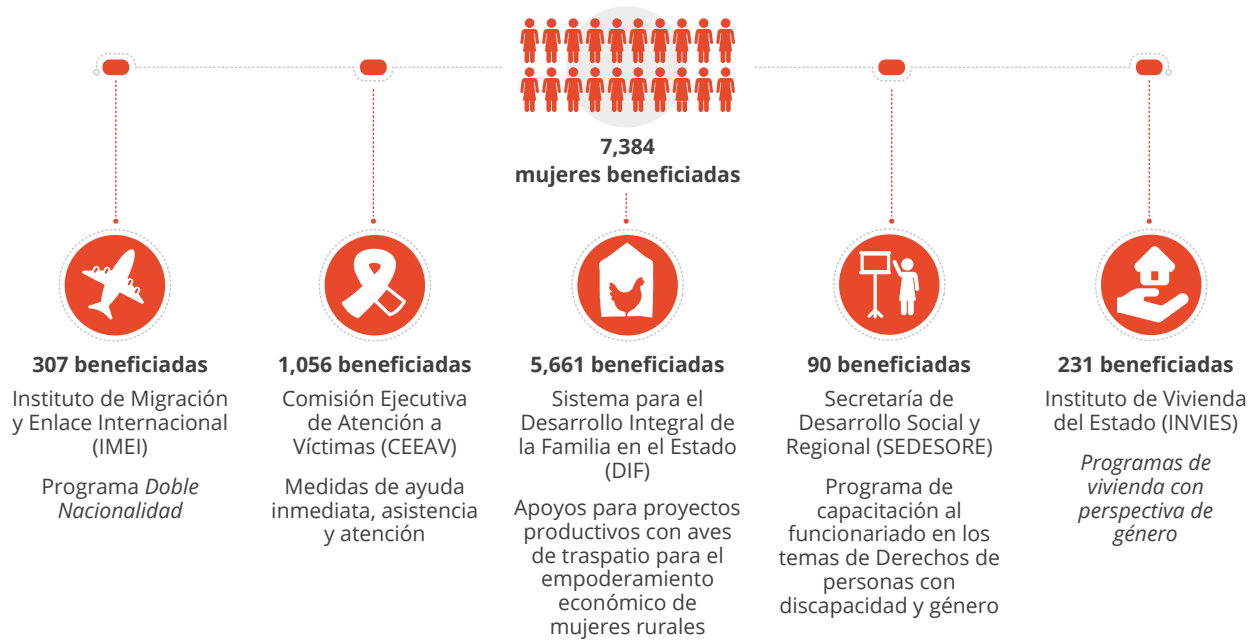 7,384
mujeres beneficiadas
307 beneficiadas
Instituto de Migración
y Enlace Internacional
(IMEI)
Programa Doble
Nacionalidad
1,056 beneficiadas
Comisión Ejecutiva
de Atención a
Víctimas (CEEAV)
Medidas de ayuda
inmediata, asistencia
y atención
5,661 beneficiadas
Sistema para el
Desarrollo Integral de
la Familia en el Estado
(DIF)
Apoyos para proyectos
productivos con aves
de traspatio para el
empoderamiento
económico de
mujeres rurales
90 beneficiadas
Secretaría de
Desarrollo Social y
Regional (SEDESORE)
Programa de
capacitación al
funcionariado en los
temas de Derechos de
personas con
discapacidad y género
231 beneficiadas
Instituto de Vivienda
del Estado (INVIES)
Programas de
vivienda con
perspectiva de
género